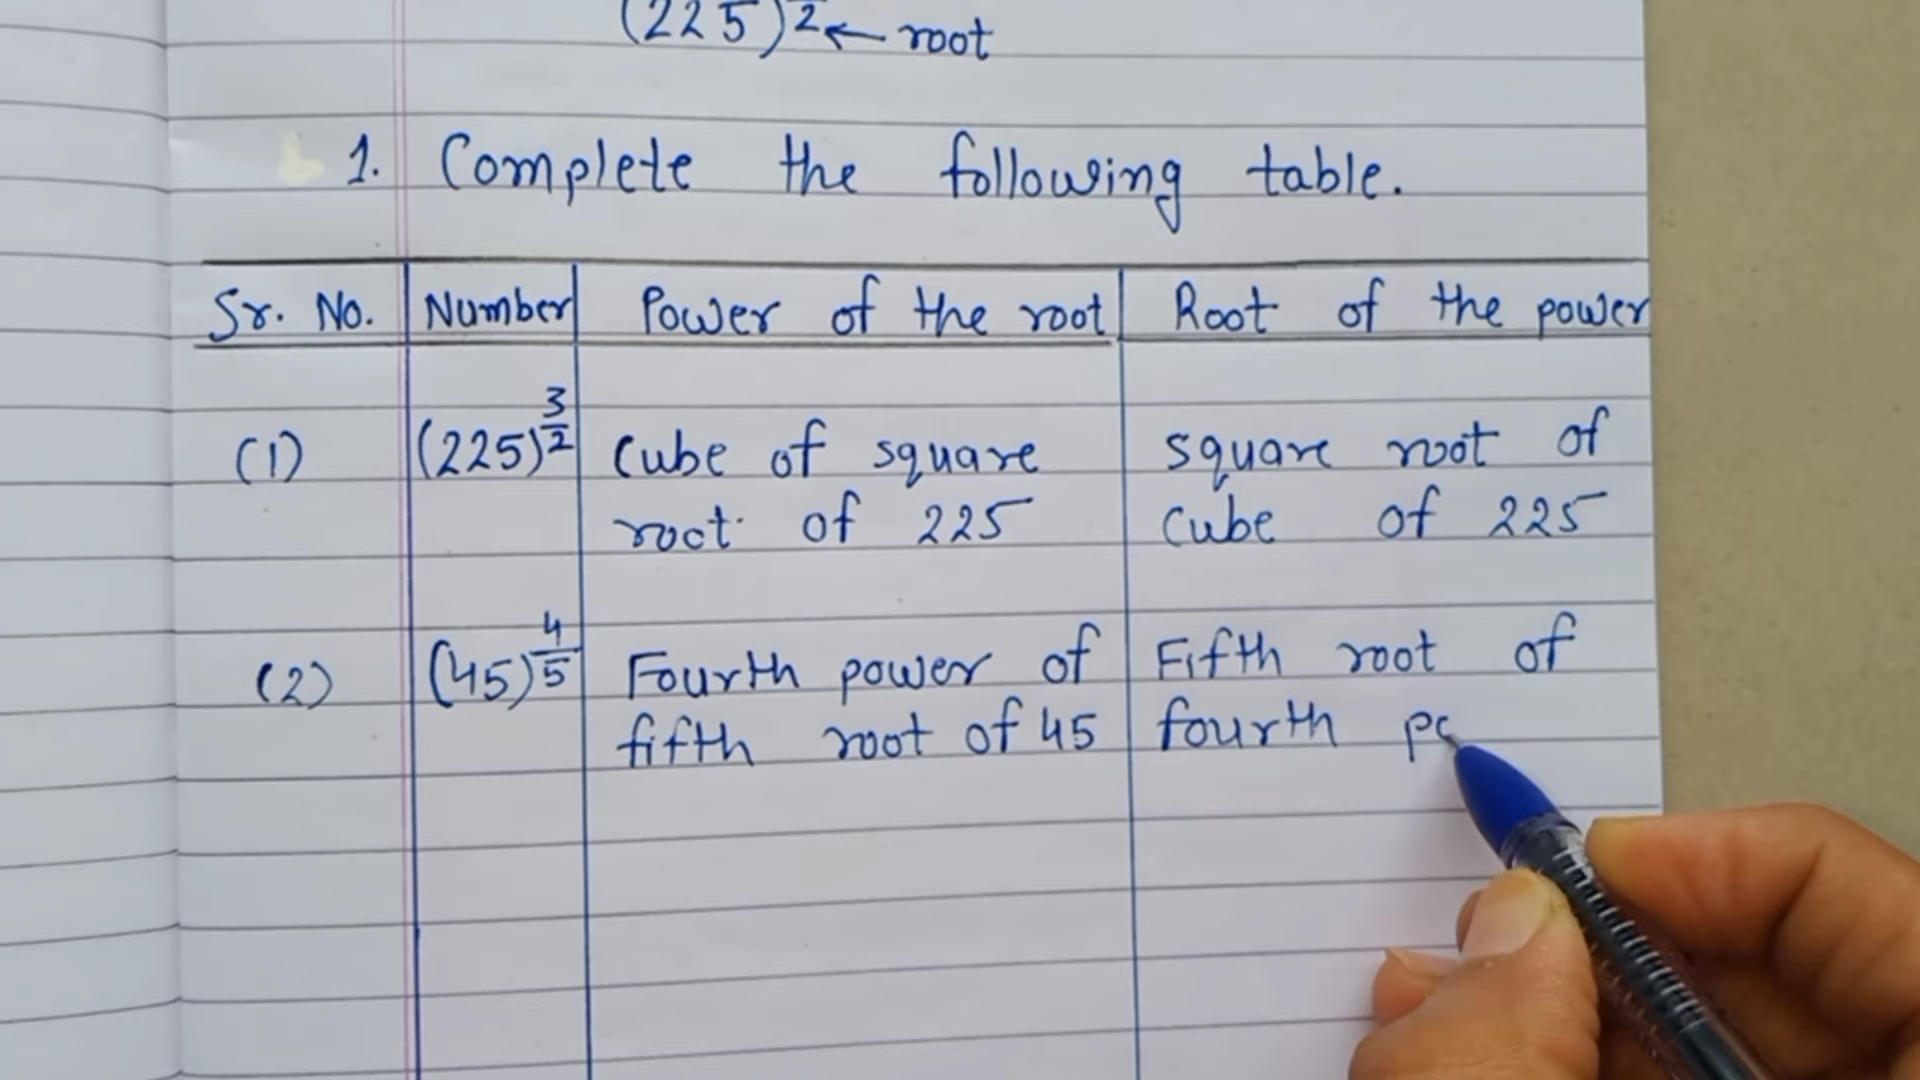 (225)^2 ← root
1. Complete the following table.
Sr. No. Number Power of the root Root of the power
(1) (225)^3/2 Cube of square square root of
root of 225 cube of 225
(2) (45)^4/5 Fourth power of Fifth root of
fifth root of 45 fourth po